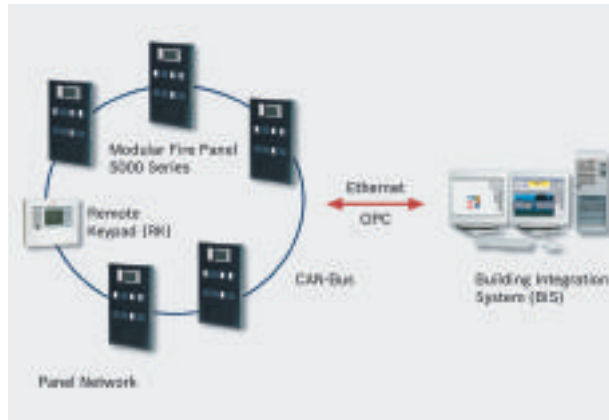 Modular Fire Panel
5000 Series
Ethernet
OPC
Remote
Keypad (RK)
CAN-Bus
Building Integration
System (BIS)
Panel Network